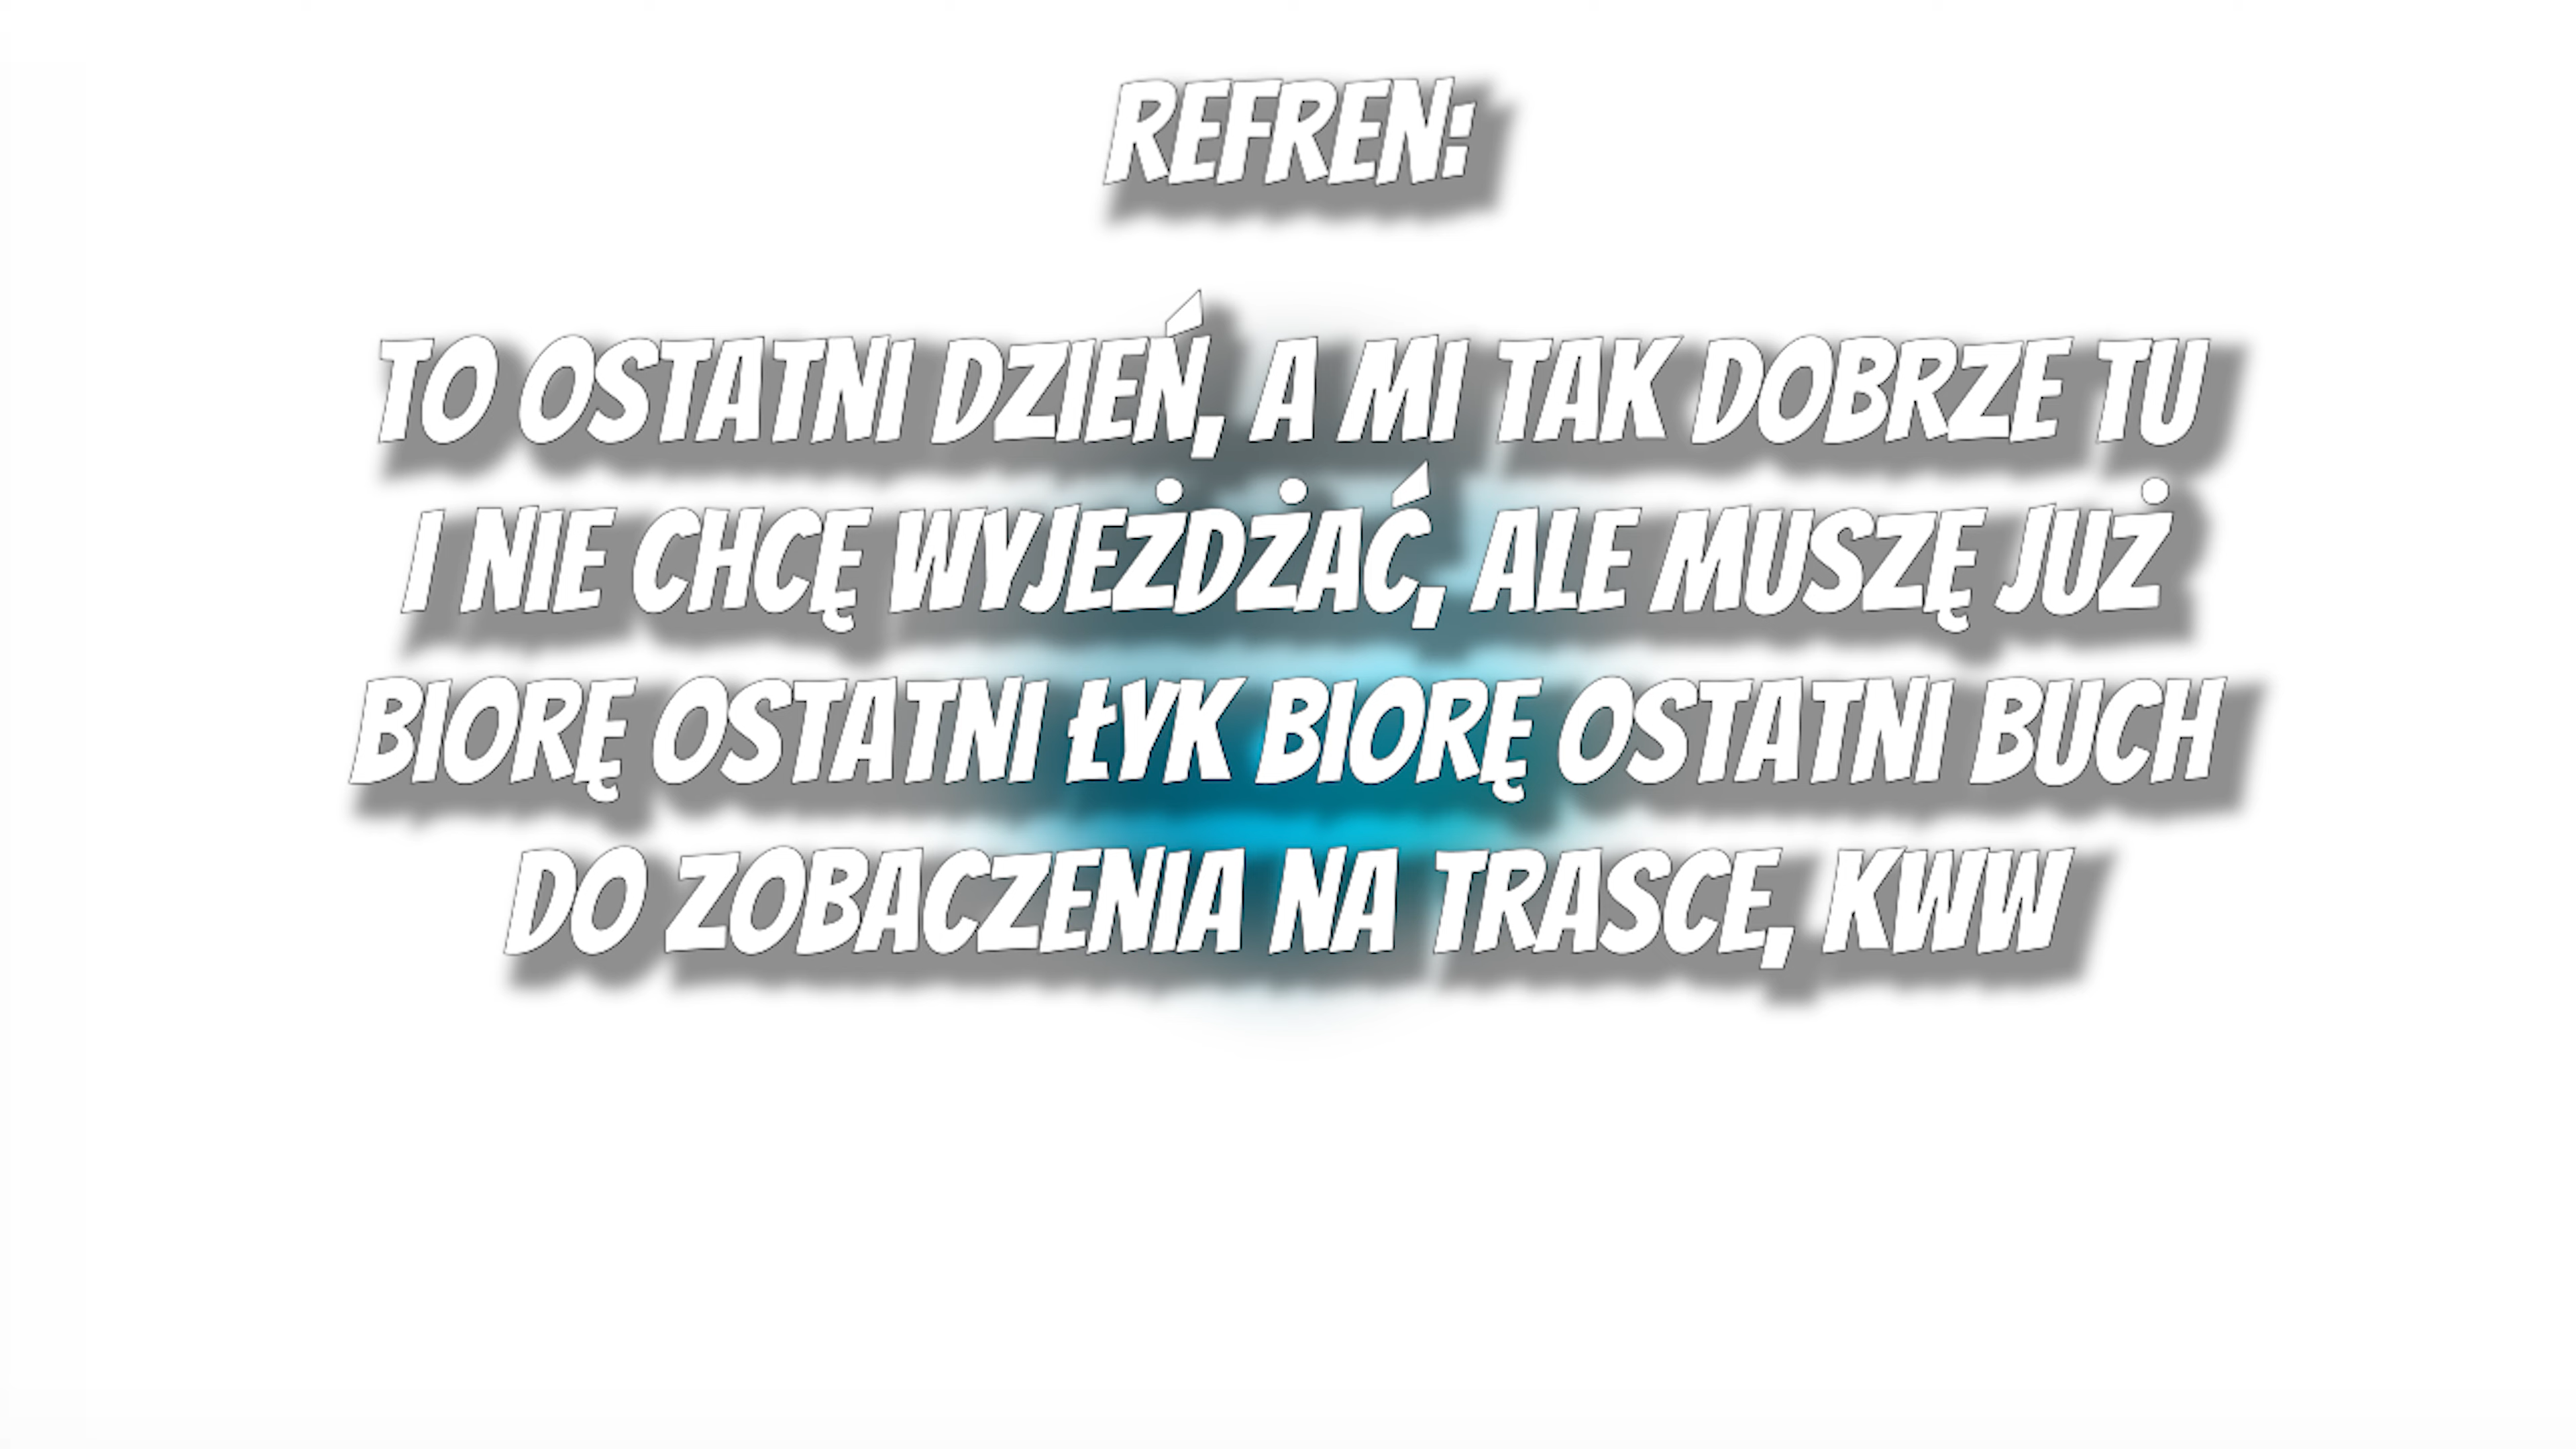 REFREN:
TO OSTATNI DZIEŃ, A MI TAK DOBRZE TU
I NIE CHCĘ WYJEŻDŻAĆ, ALE MUSZĘ JUŻ
BIORĘ OSTATNI ŁYK BIORĘ OSTATNI BUCH
DO ZOBACZENIA NA TRASCE, KWW